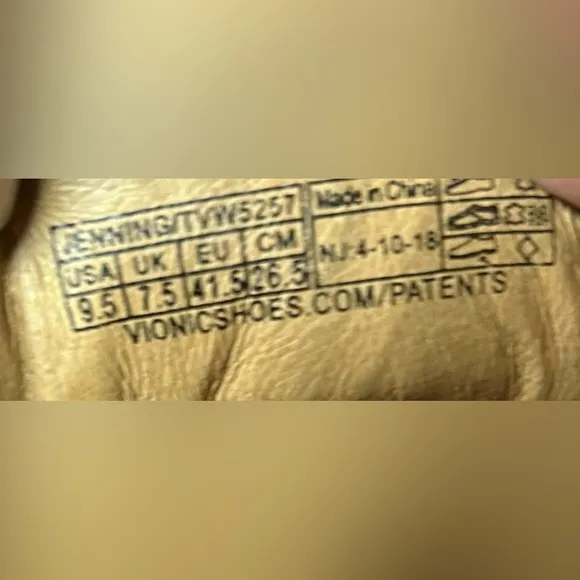 JENNING/TVW5257
USA UK EU CM
9.5 7.5 41.5 26.5
Made in China
NJ:4-10-18
VIONICSHOES.COM/PATENTS